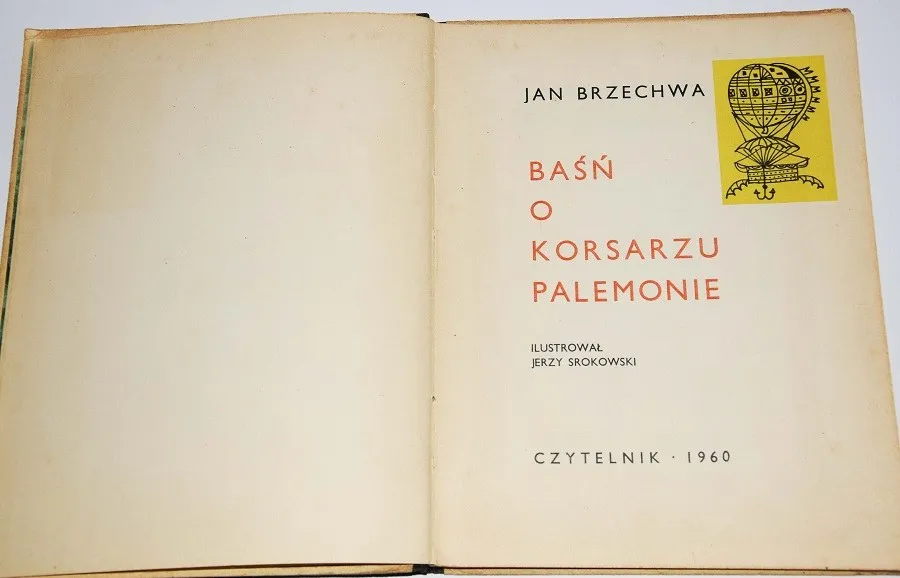 JAN BRZECHWA
BAŚŃ
O
KORSARZU
PALEMONIE
ILUSTROWAŁ
JERZY SROKOWSKI
CZYTELNIK · 1960